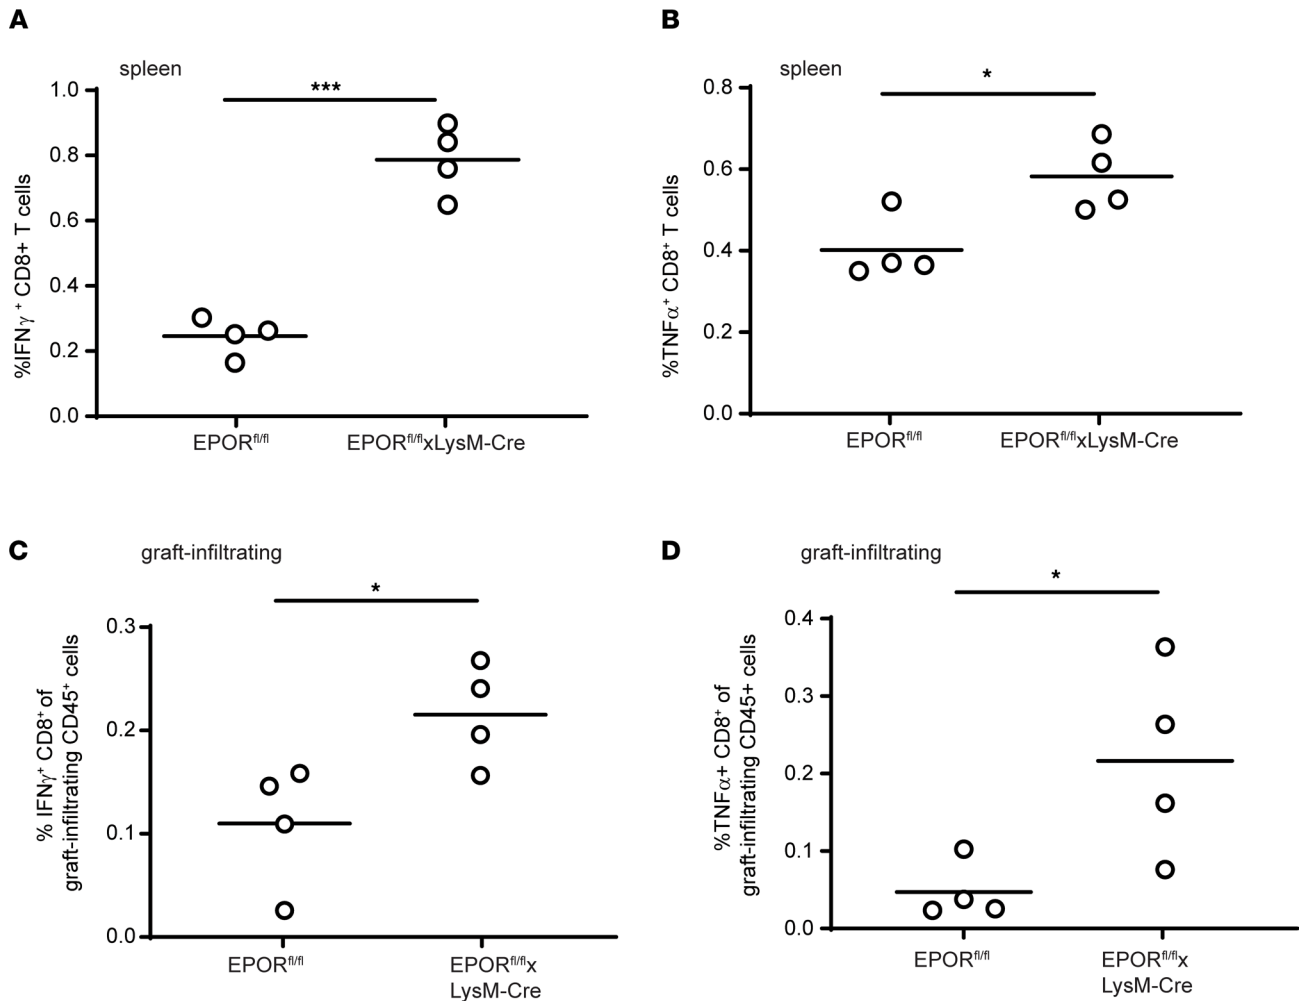 A
spleen
***
1.0
0.8
0.6
0.4
0.2
0.0
%IFNγ⁺ CD8+ T cells
EPORᶠˡ/ᶠˡ
EPORᶠˡ/ᶠˡxLysM-Cre
B
spleen
*
0.8
0.6
0.4
0.2
0.0
%TNFα⁺ CD8⁺ T cells
EPORᶠˡ/ᶠˡ
EPORᶠˡ/ᶠˡxLysM-Cre
C
graft-infiltrating
*
0.3
0.2
0.1
0.0
% IFNγ⁺ CD8⁺ of
graft-infiltrating CD45⁺ cells
EPORᶠˡ/ᶠˡ
EPORᶠˡ/ᶠˡx
LysM-Cre
D
graft-infiltrating
*
0.4
0.3
0.2
0.1
0.0
%TNFα+ CD8⁺ of
graft-infiltrating CD45+ cells
EPORᶠˡ/ᶠˡ
EPORᶠˡ/ᶠˡx
LysM-Cre